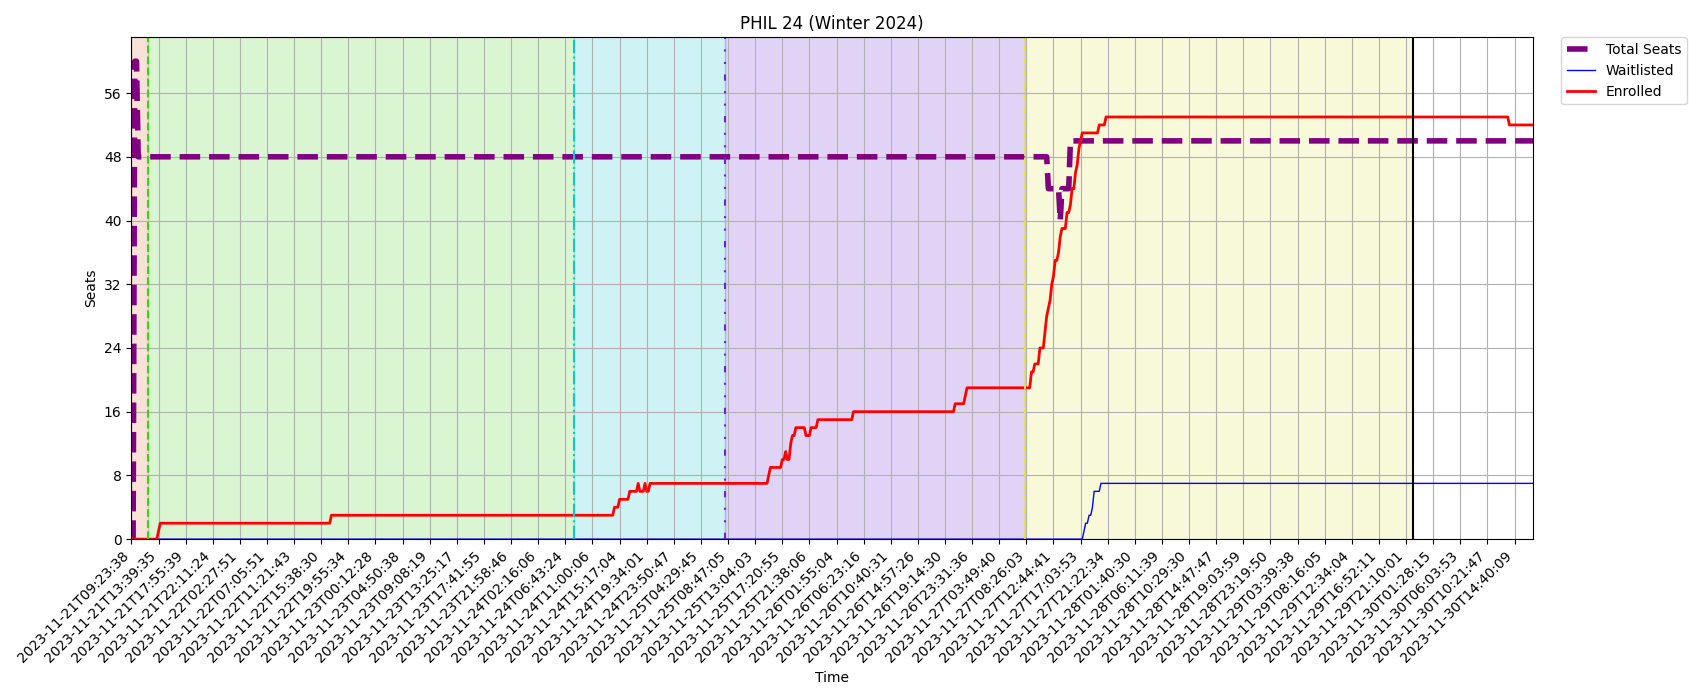 PHIL 24 (Winter 2024)
Total Seats
Waitlisted
Enrolled
56
48
40
32
24
16
8
0
Seats
2023-11-21T09:23:38
2023-11-21T13:39:35
2023-11-21T17:55:39
2023-11-21T22:11:24
2023-11-22T02:27:51
2023-11-22T07:05:51
2023-11-22T11:21:43
2023-11-22T15:38:30
2023-11-22T19:55:34
2023-11-23T00:12:28
2023-11-23T04:50:38
2023-11-23T09:08:19
2023-11-23T13:25:17
2023-11-23T17:41:55
2023-11-23T21:58:46
2023-11-24T02:16:06
2023-11-24T06:43:24
2023-11-24T11:00:06
2023-11-24T15:17:04
2023-11-24T19:34:01
2023-11-24T23:50:47
2023-11-25T04:29:45
2023-11-25T08:47:05
2023-11-25T13:04:03
2023-11-25T17:20:55
2023-11-25T21:38:06
2023-11-26T01:55:04
2023-11-26T06:23:16
2023-11-26T10:40:31
2023-11-26T14:57:26
2023-11-26T19:14:30
2023-11-26T23:31:36
2023-11-27T03:49:40
2023-11-27T08:26:03
2023-11-27T12:44:41
2023-11-27T17:03:53
2023-11-27T21:22:34
2023-11-28T01:40:30
2023-11-28T06:11:39
2023-11-28T10:29:30
2023-11-28T14:47:47
2023-11-28T19:03:59
2023-11-28T23:19:50
2023-11-29T03:39:38
2023-11-29T08:16:05
2023-11-29T12:34:04
2023-11-29T16:52:11
2023-11-29T21:10:01
2023-11-30T01:28:15
2023-11-30T06:03:53
2023-11-30T10:21:47
2023-11-30T14:40:09
Time